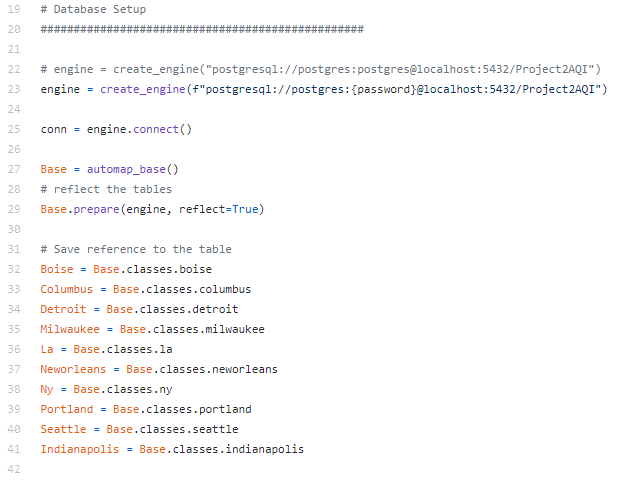 19 # Database Setup
20 #################################################
21
22 # engine = create_engine("postgresql://postgres:postgres@localhost:5432/Project2AQI")
23 engine = create_engine(f"postgresql://postgres:{password}@localhost:5432/Project2AQI")
24
25 conn = engine.connect()
26
27 Base = automap_base()
28 # reflect the tables
29 Base.prepare(engine, reflect=True)
30
31 # Save reference to the table
32 Boise = Base.classes.boise
33 Columbus = Base.classes.columbus
34 Detroit = Base.classes.detroit
35 Milwaukee = Base.classes.milwaukee
36 La = Base.classes.la
37 Neworleans = Base.classes.neworleans
38 Ny = Base.classes.ny
39 Portland = Base.classes.portland
40 Seattle = Base.classes.seattle
41 Indianapolis = Base.classes.indianapolis
42